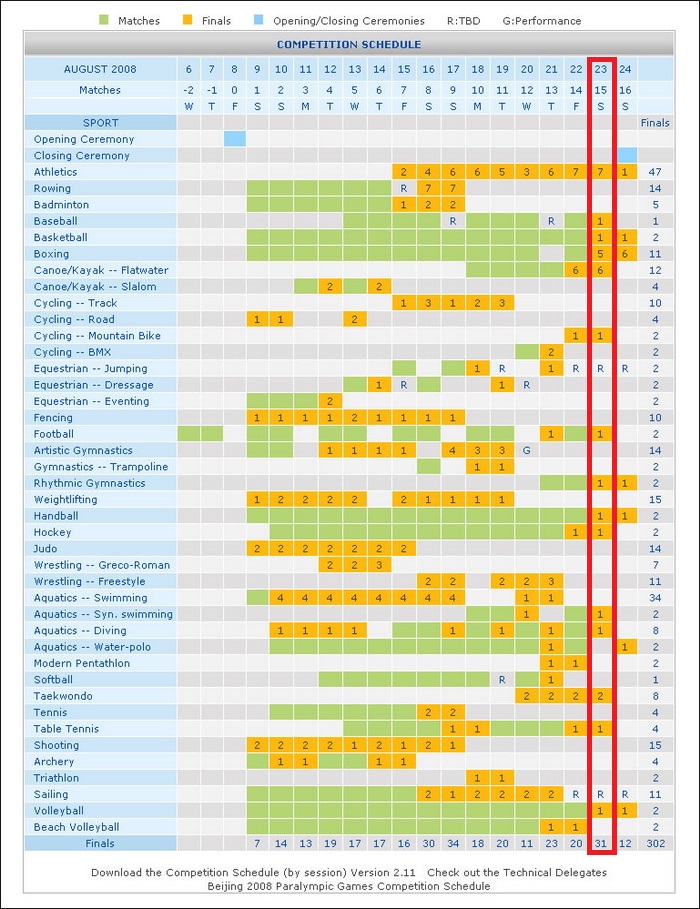 Matches Finals Opening/Closing Ceremonies R:TBD G:Performance
COMPETITION SCHEDULE
AUGUST 2008 6 7 8 9 10 11 12 13 14 15 16 17 18 19 20 21 22 23 24
Matches -2 -1 0 1 2 3 4 5 6 7 8 9 10 11 12 13 14 15 16
W T F S S M T W T F S S M T W T F S S
SPORT Finals
Opening Ceremony
Closing Ceremony
Athletics 2 4 6 6 5 3 6 7 7 1 47
Rowing R 7 7 14
Badminton 1 2 2 5
Baseball R R 1 1
Basketball 1 1 2
Boxing 5 6 11
Canoe/Kayak -- Flatwater 6 6 12
Canoe/Kayak -- Slalom 2 2 4
Cycling -- Track 1 3 1 2 3 10
Cycling -- Road 1 1 2 4
Cycling -- Mountain Bike 1 1 2
Cycling -- BMX 2 2
Equestrian -- Jumping 1 R 1 R R R 2
Equestrian -- Dressage 1 R 1 R 2
Equestrian -- Eventing 2 2
Fencing 1 1 1 1 2 1 1 1 1 10
Football 1 1 2
Artistic Gymnastics 1 1 1 1 4 3 3 G 14
Gymnastics -- Trampoline 1 1 2
Rhythmic Gymnastics 1 1 2
Weightlifting 1 2 2 2 2 2 1 1 1 1 15
Handball 1 1 2
Hockey 1 1 2
Judo 2 2 2 2 2 2 2 14
Wrestling -- Greco-Roman 2 2 3 7
Wrestling -- Freestyle 2 2 2 2 3 11
Aquatics -- Swimming 4 4 4 4 4 4 4 4 1 1 34
Aquatics -- Syn. swimming 1 1 2
Aquatics -- Diving 1 1 1 1 1 1 1 1 8
Aquatics -- Water-polo 1 1 2
Modern Pentathlon 1 1 2
Softball R 1 1
Taekwondo 2 2 2 2 8
Tennis 2 2 4
Table Tennis 1 1 1 1 4
Shooting 2 2 2 2 1 2 1 2 1 15
Archery 1 1 1 1 4
Triathlon 1 1 2
Sailing 2 1 2 2 2 2 R R R 11
Volleyball 1 1 2
Beach Volleyball 1 1 2
Finals 7 14 13 19 17 15 18 30 34 18 20 11 21 20 31 12 302
Download the Competition Schedule (by session) Version 2.11 Check out the Technical Delegates
Beijing 2008 Paralympic Games Competition Schedule